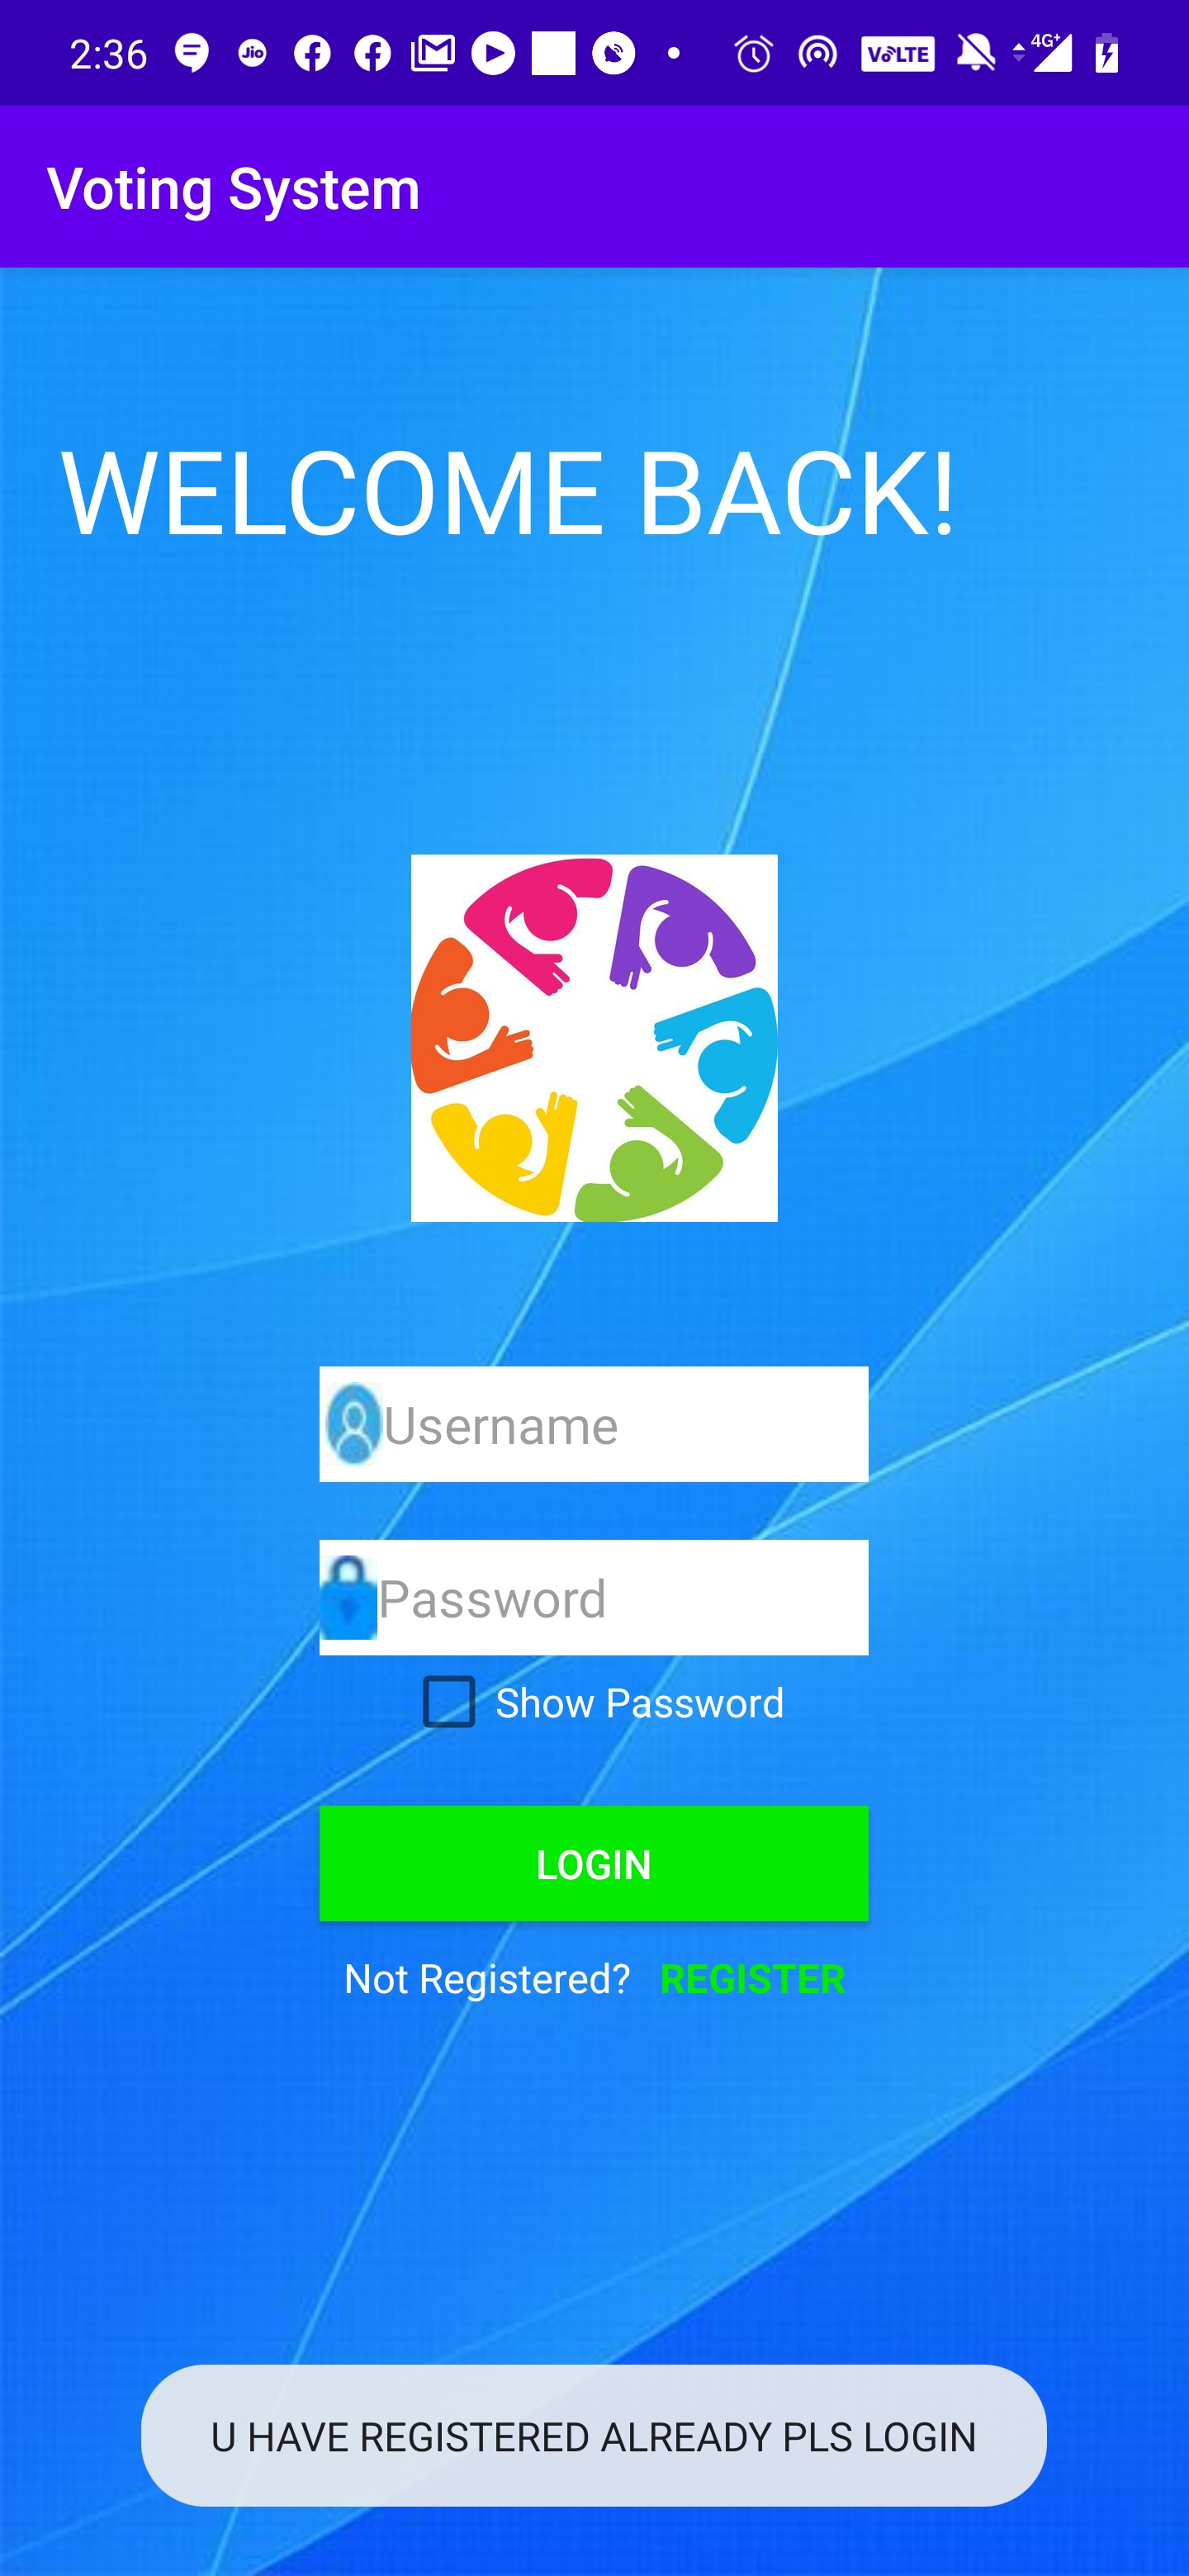 2:36 Jio VoLTE 4G+
Voting System
WELCOME BACK!
Username
Password
Show Password
LOGIN
Not Registered? REGISTER
U HAVE REGISTERED ALREADY PLS LOGIN